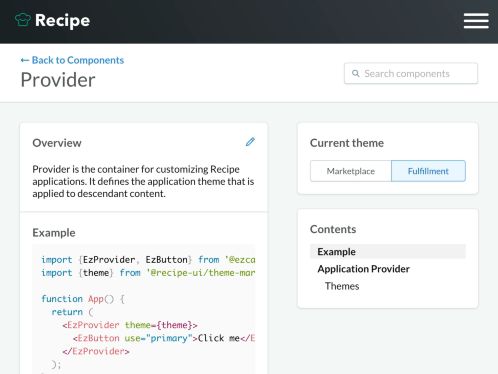 Recipe
← Back to Components
Provider
Search components
Overview
Provider is the container for customizing Recipe
applications. It defines the application theme that is
applied to descendant content.
Example
import {EzProvider, EzButton} from '@ezca
import {theme} from '@recipe-ui/theme-mar
function App() {
return (
<EzProvider theme={theme}>
<EzButton use="primary">Click me</E
</EzProvider>
);
Current theme
Marketplace
Fulfillment
Contents
Example
Application Provider
Themes